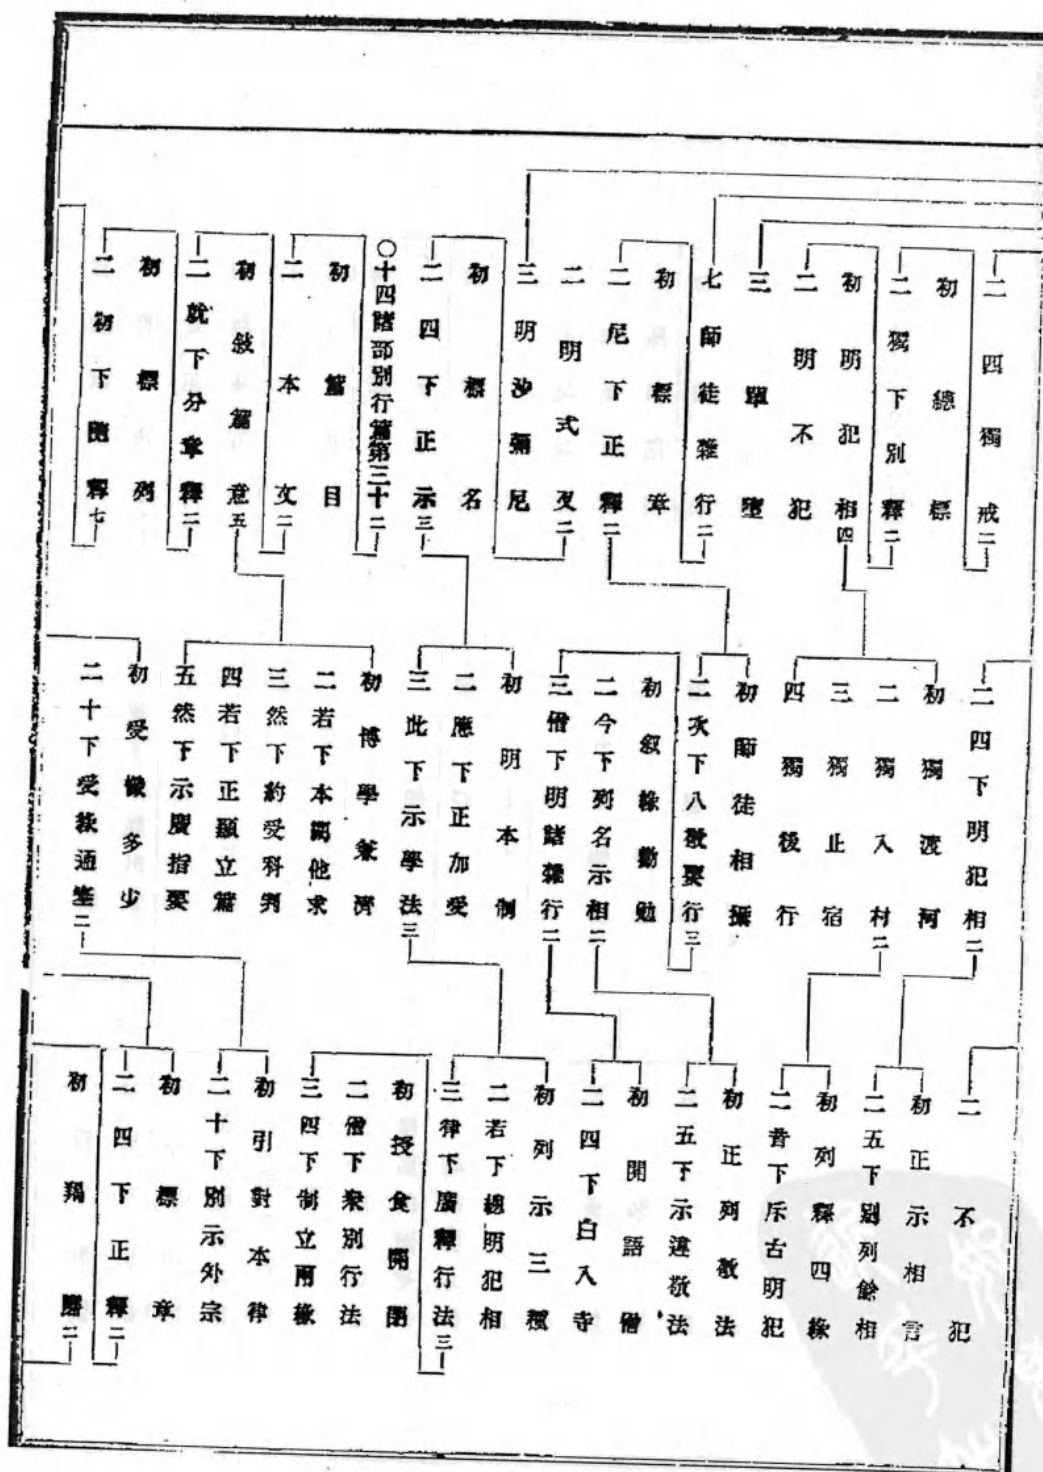 二四獨戒二
初總標
二獨下別釋二
初明犯相四
二明不犯
三單墮
七師徒雜行二
初標章
二尼下正釋二
二明式叉二
三明沙彌尼
初標名
二四下正示三
〇十四諸部別行篇第三十二
初篇目
二本文二
初敍篇意五
二就下分章釋二
初標列
二初下隨釋七
二四下明犯相二
初獨渡河
二獨入村二
三獨止宿
四獨後行
初師徒相攝
二次下八敬要行三
初叙緣勸勉
二今下列名示相二
三僧下明諸雜行二
初明本制
二應下正加受
三此下示學法三
初博學兼濟
二若下本閡他求
三然下約受科判
四若下正顯立篇
五然下示廣指要
初受懺多少
二十下受欬通塞二
二不犯
初正示相言
二五下別列餘相
初列釋四緣
二昔下斥古明犯
初正列敬法
二五下示違敬法
初開語僧
二四下白入寺
初列示三種
二若下總明犯相
三律下廣釋行法三
初授食開閉
二僧下衆別行法
三四下制立兩緣
初引對本律
二十下別示外宗
初標章
二四下正釋二
初羯磨二